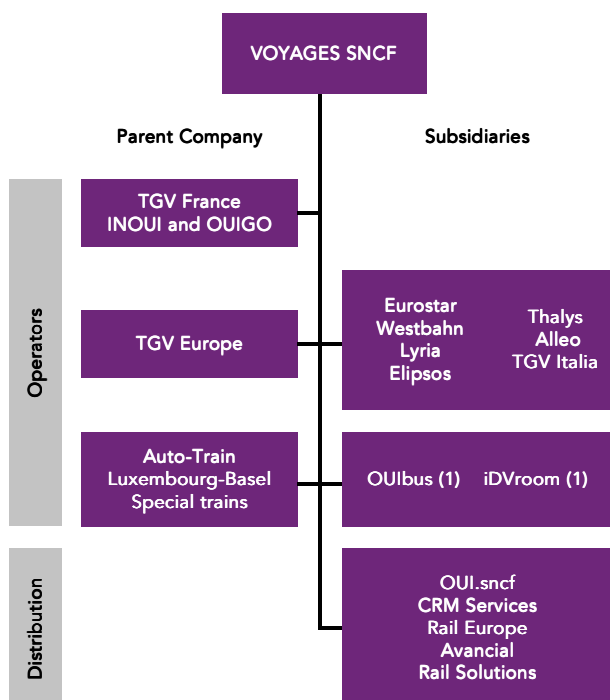 VOYAGES SNCF
Parent Company
Subsidiaries
Operators
TGV France
INOUI and OUIGO
TGV Europe
Eurostar
Westbahn
Lyria
Elipsos
Thalys
Alleo
TGV Italia
Auto-Train
Luxembourg-Basel
Special trains
OUIbus (1) iDVroom (1)
Distribution
OUI.sncf
CRM Services
Rail Europe
Avancial
Rail Solutions